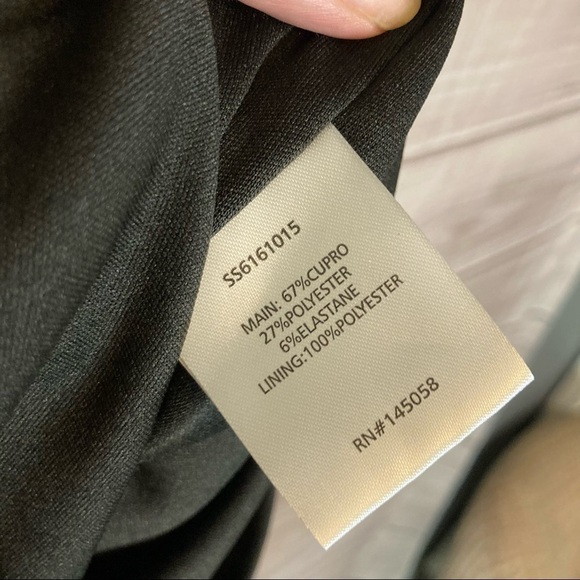 SS6161015
MAIN: 67%CUPRO
27%POLYESTER
6%ELASTANE
LINING:100%POLYESTER
RN#145058